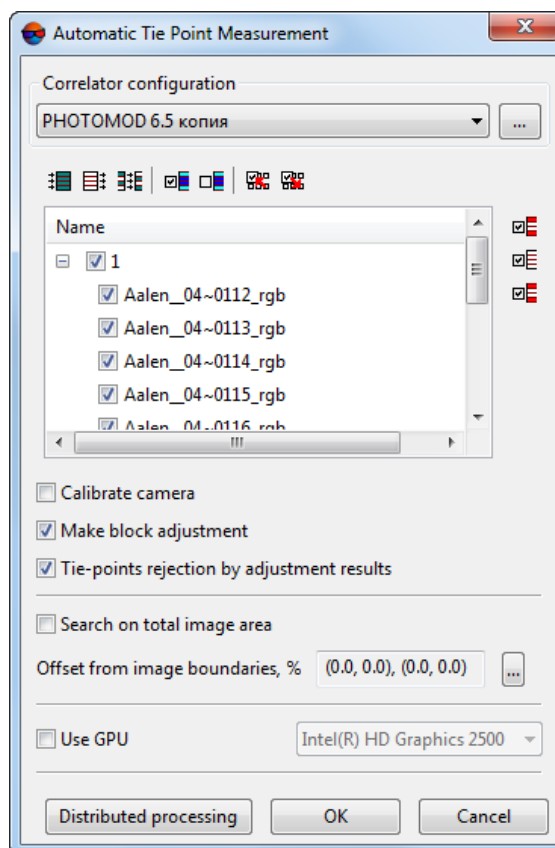 Automatic Tie Point Measurement
Correlator configuration
PHOTOMOD 6.5 копия
...
Name
1
Aalen__04~0112_rgb
Aalen__04~0113_rgb
Aalen__04~0114_rgb
Aalen__04~0115_rgb
Aalen__04~0116_rgb
Calibrate camera
Make block adjustment
Tie-points rejection by adjustment results
Search on total image area
Offset from image boundaries, % (0.0, 0.0), (0.0, 0.0) ...
Use GPU Intel(R) HD Graphics 2500
Distributed processing OK Cancel